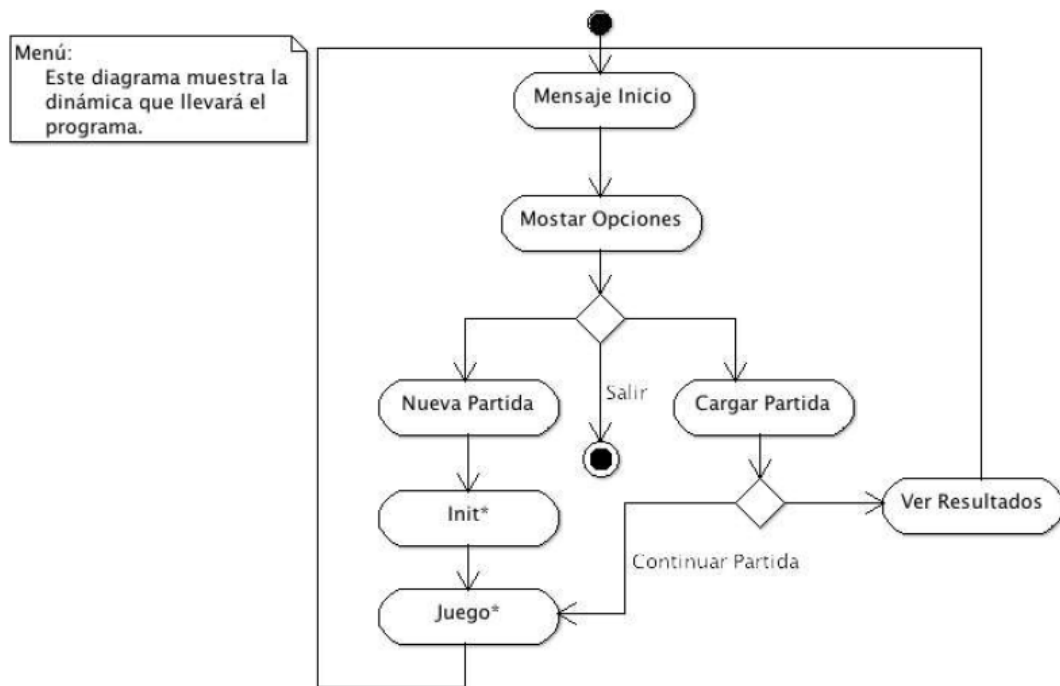 Menú:
Este diagrama muestra la
dinámica que llevará el
programa.
Mensaje Inicio
Mostar Opciones
Nueva Partida
Salir
Cargar Partida
Init*
Ver Resultados
Continuar Partida
Juego*